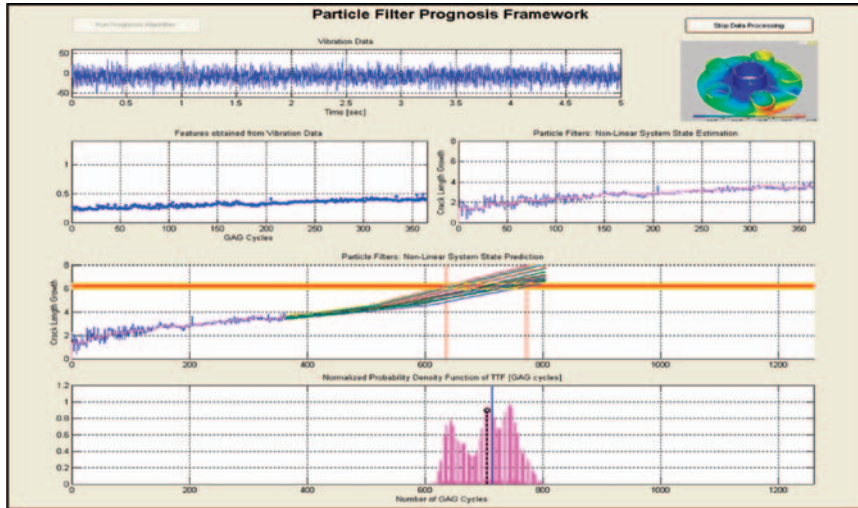 Particle Filter Prognosis Framework
Run Prognosis Algorithm
Stop Data Processing
Vibration Data
50
0
-50
0 0.5 1 1.5 2 2.5 3 3.5 4 4.5 5
Time [sec]
Features obtained from Vibration Data
1
0.5
0
0 50 100 150 200 250 300 350
GAG Cycles
Particle Filters: Non-Linear System State Estimation
Crack Length Growth
8
6
4
2
0
0 50 100 150 200 250 300 350
Particle Filters: Non-Linear System State Prediction
Crack Length Growth
8
6
4
2
0
0 200 400 600 800 1000 1200
Normalized Probability Density Function of TTF [GAG cycles]
1.2
1
0.8
0.6
0.4
0.2
0
0 200 400 600 800 1000 1200
Number of GAG Cycles